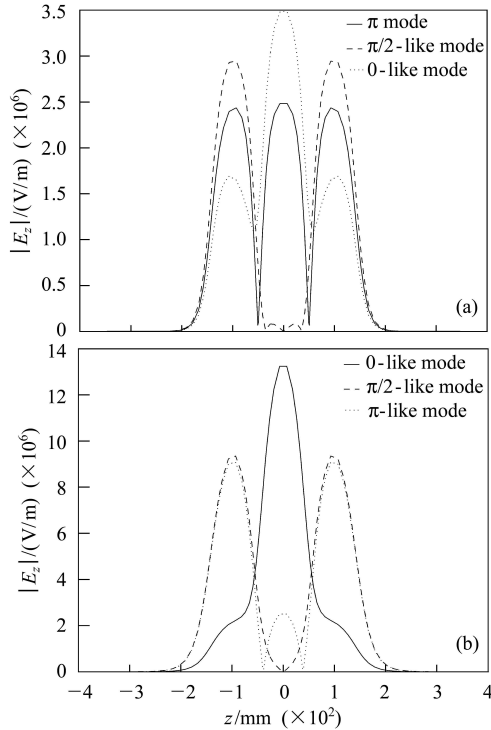 3.5
3.0
2.5
2.0
1.5
1.0
0.5
0
|E_z|/(V/m) (×10⁶)
π mode
π/2-like mode
0-like mode
(a)
14
12
10
8
6
4
2
0
|E_z|/(V/m) (×10⁶)
0-like mode
π/2-like mode
π-like mode
(b)
−4 −3 −2 −1 0 1 2 3 4
z/mm (×10²)